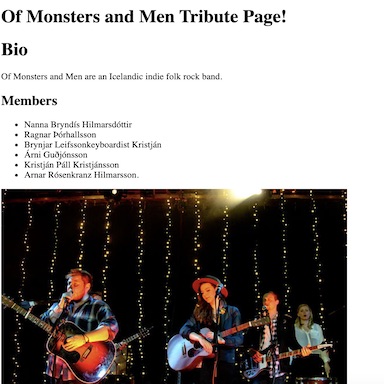 Of Monsters and Men Tribute Page!
Bio
Of Monsters and Men are an Icelandic indie folk rock band.
Members
Nanna Bryndís Hilmarsdóttir
Ragnar Þórhallsson
Brynjar Leifssonkeyboardist Kristján
Árni Guðjónsson
Kristján Páll Kristjánsson
Arnar Rósenkranz Hilmarsson.